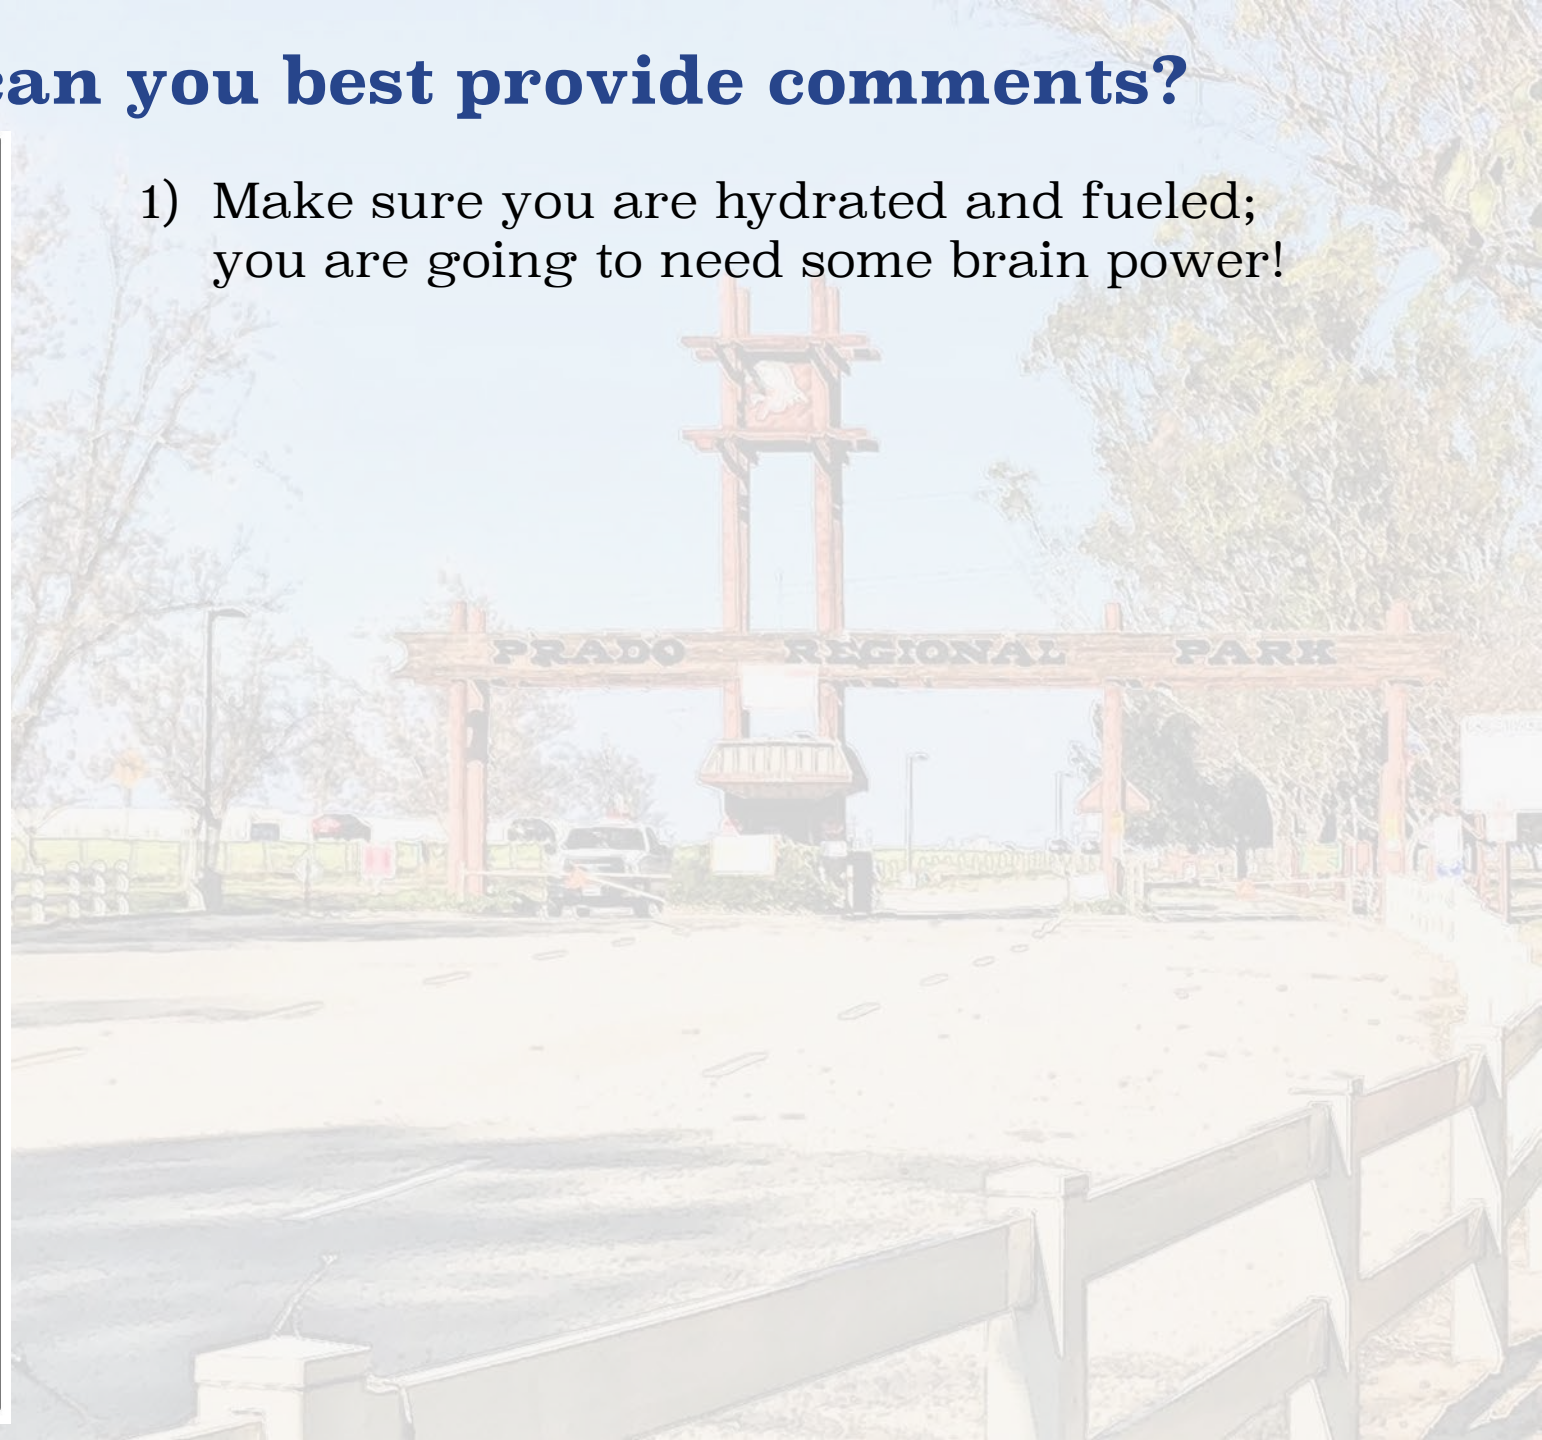 can you best provide comments?
1) Make sure you are hydrated and fueled;
you are going to need some brain power!
PRADO REGIONAL PARK